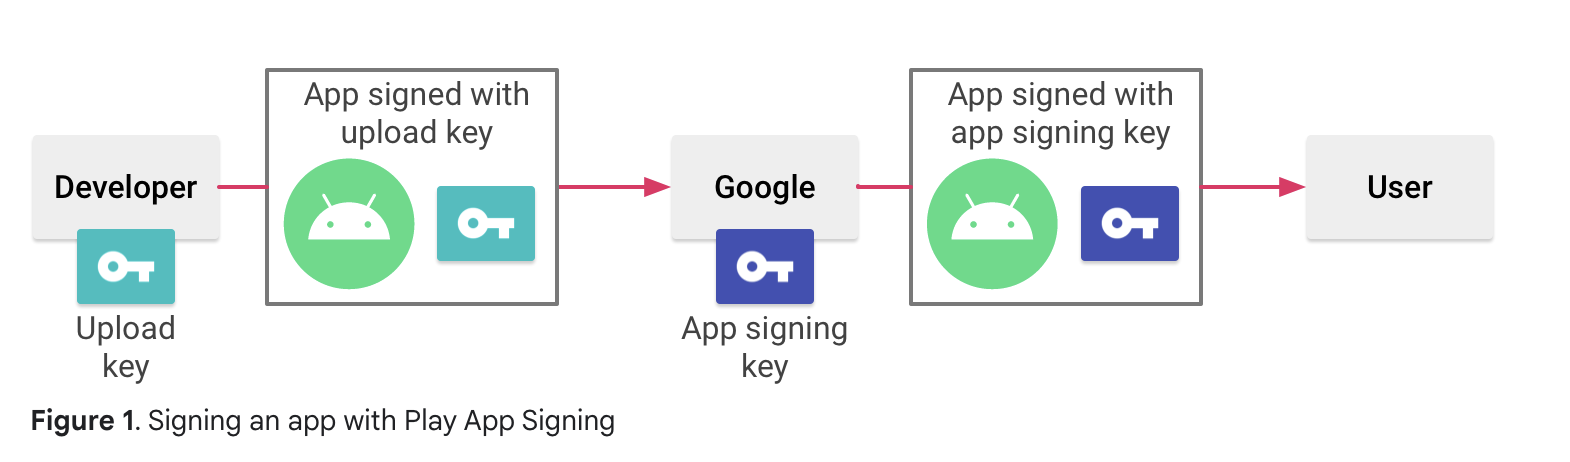 App signed with
upload key
App signed with
app signing key
Developer
Google
User
Upload
key
App signing
key
Figure 1. Signing an app with Play App Signing